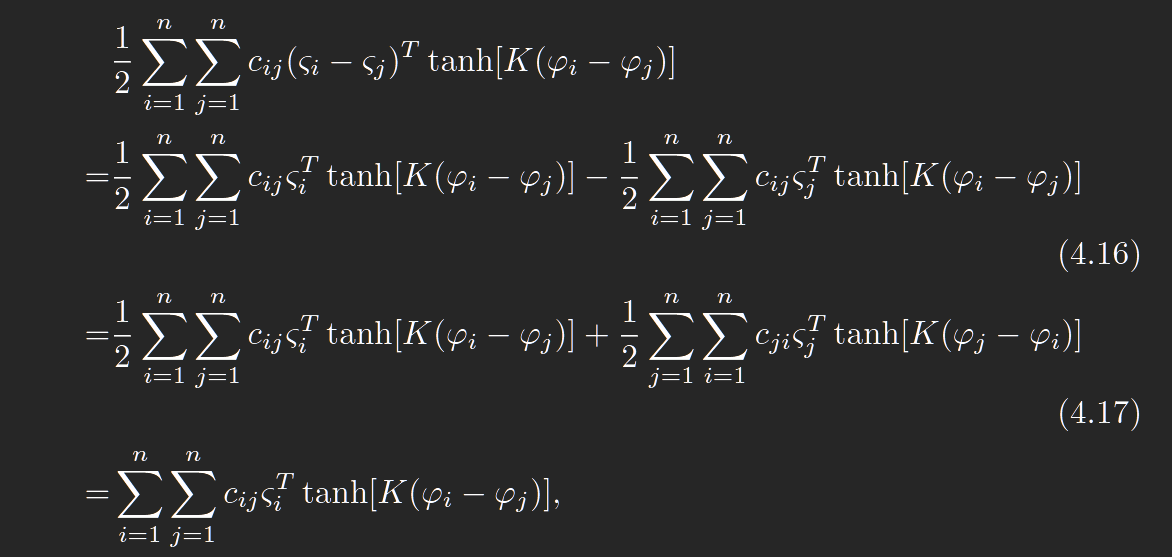 \frac{1}{2} \sum_{i=1}^{n} \sum_{j=1}^{n} c_{ij} (\varsigma_i - \varsigma_j)^T \tanh[K(\varphi_i - \varphi_j)]
= \frac{1}{2} \sum_{i=1}^{n} \sum_{j=1}^{n} c_{ij} \varsigma_i^T \tanh[K(\varphi_i - \varphi_j)] - \frac{1}{2} \sum_{i=1}^{n} \sum_{j=1}^{n} c_{ij} \varsigma_j^T \tanh[K(\varphi_i - \varphi_j)]
(4.16)
= \frac{1}{2} \sum_{i=1}^{n} \sum_{j=1}^{n} c_{ij} \varsigma_i^T \tanh[K(\varphi_i - \varphi_j)] + \frac{1}{2} \sum_{j=1}^{n} \sum_{i=1}^{n} c_{ji} \varsigma_j^T \tanh[K(\varphi_j - \varphi_i)]
(4.17)
= \sum_{i=1}^{n} \sum_{j=1}^{n} c_{ij} \varsigma_i^T \tanh[K(\varphi_i - \varphi_j)],